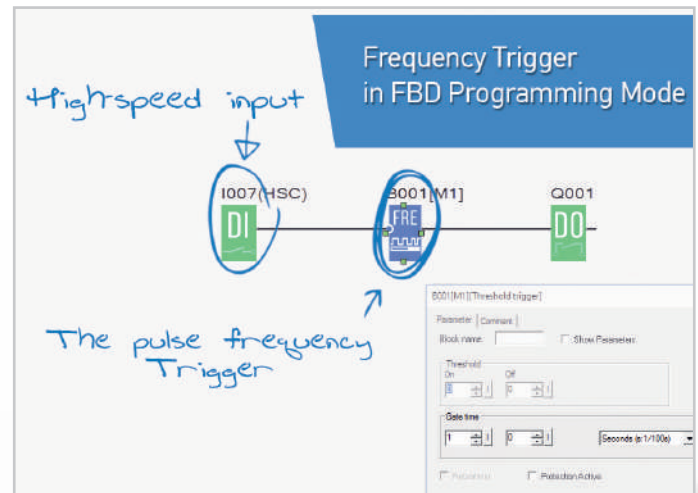 Frequency Trigger
in FBD Programming Mode
High-speed input
I007(HSC)
B001[M1]
Q001
DI
FRE
DO
The pulse frequency
Trigger
B001[M1][Threshold trigger]
Parameter
Comment
Block name:
Show Parameters
Threshold
On
Off
0
Gate time
1
0
Seconds (s:1/100s)
Protection Active